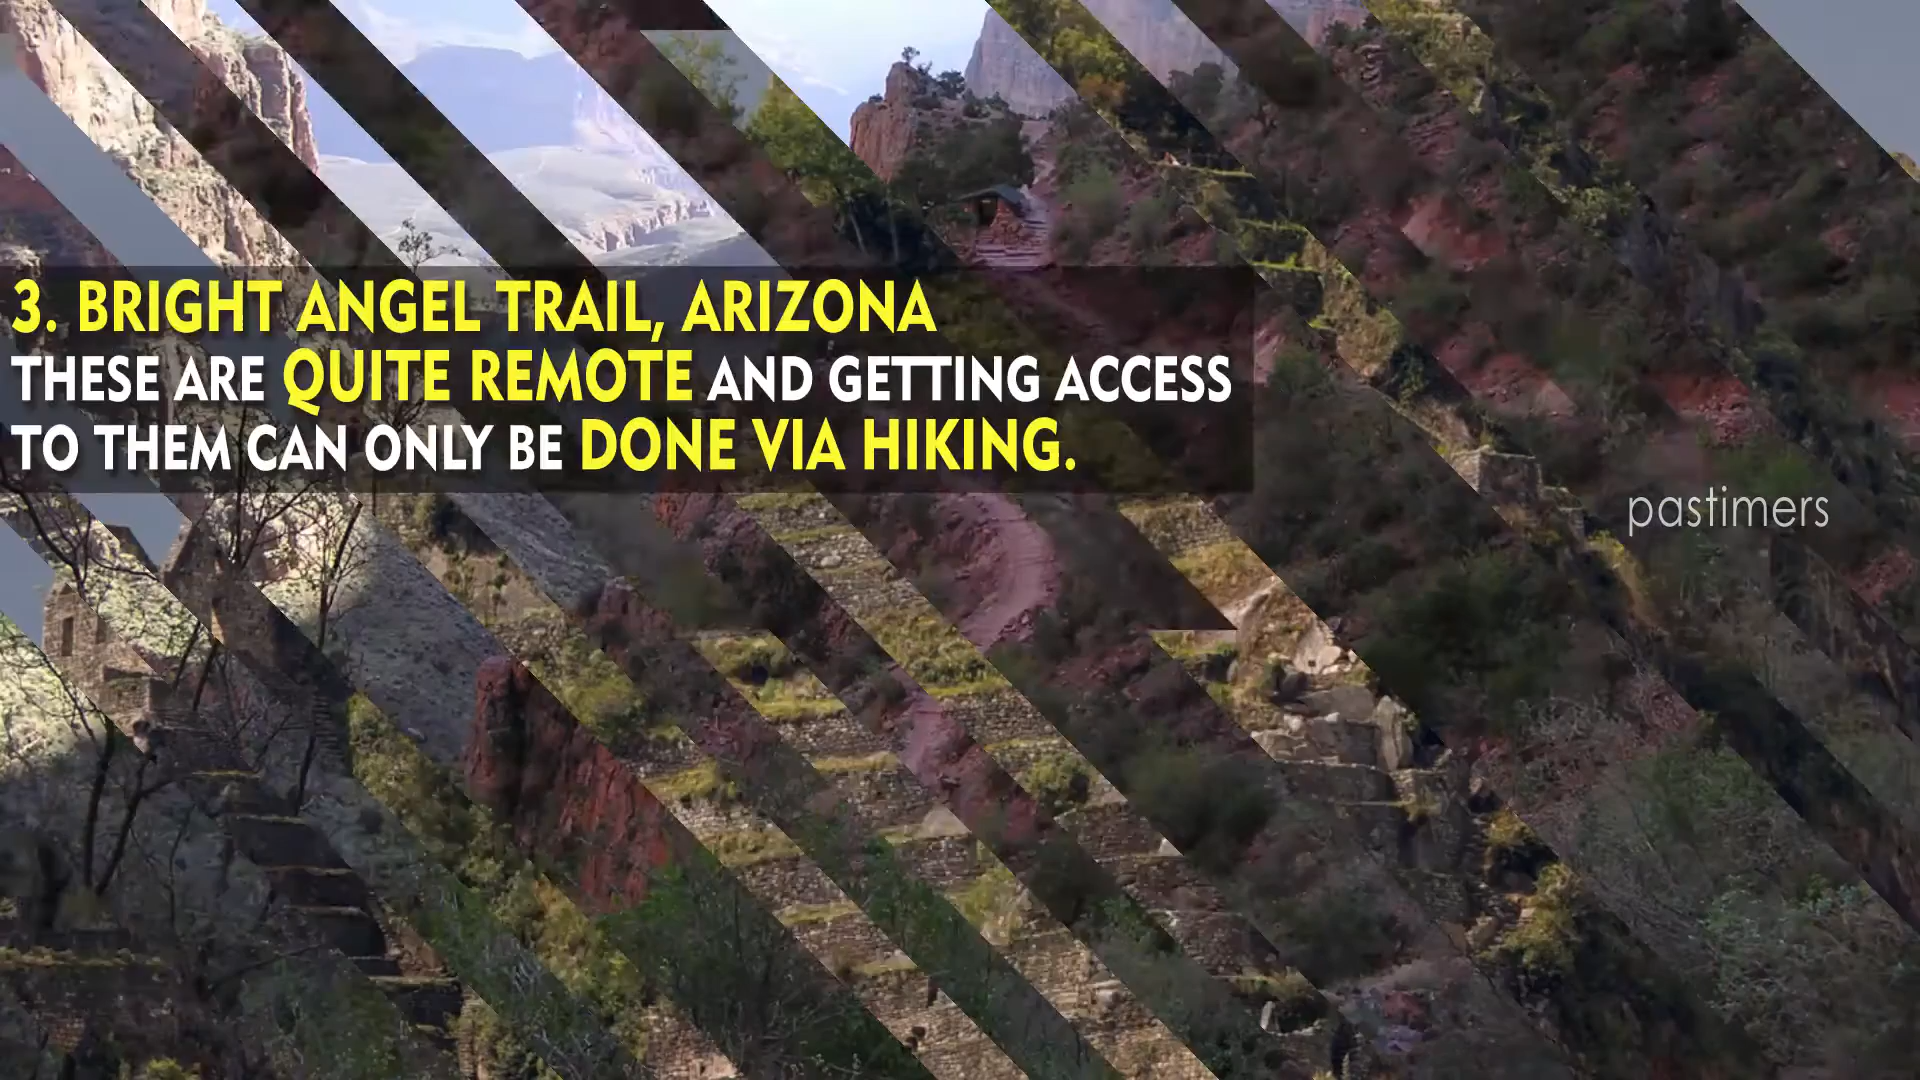 3. BRIGHT ANGEL TRAIL, ARIZONA
THESE ARE QUITE REMOTE AND GETTING ACCESS
TO THEM CAN ONLY BE DONE VIA HIKING.
pastimers